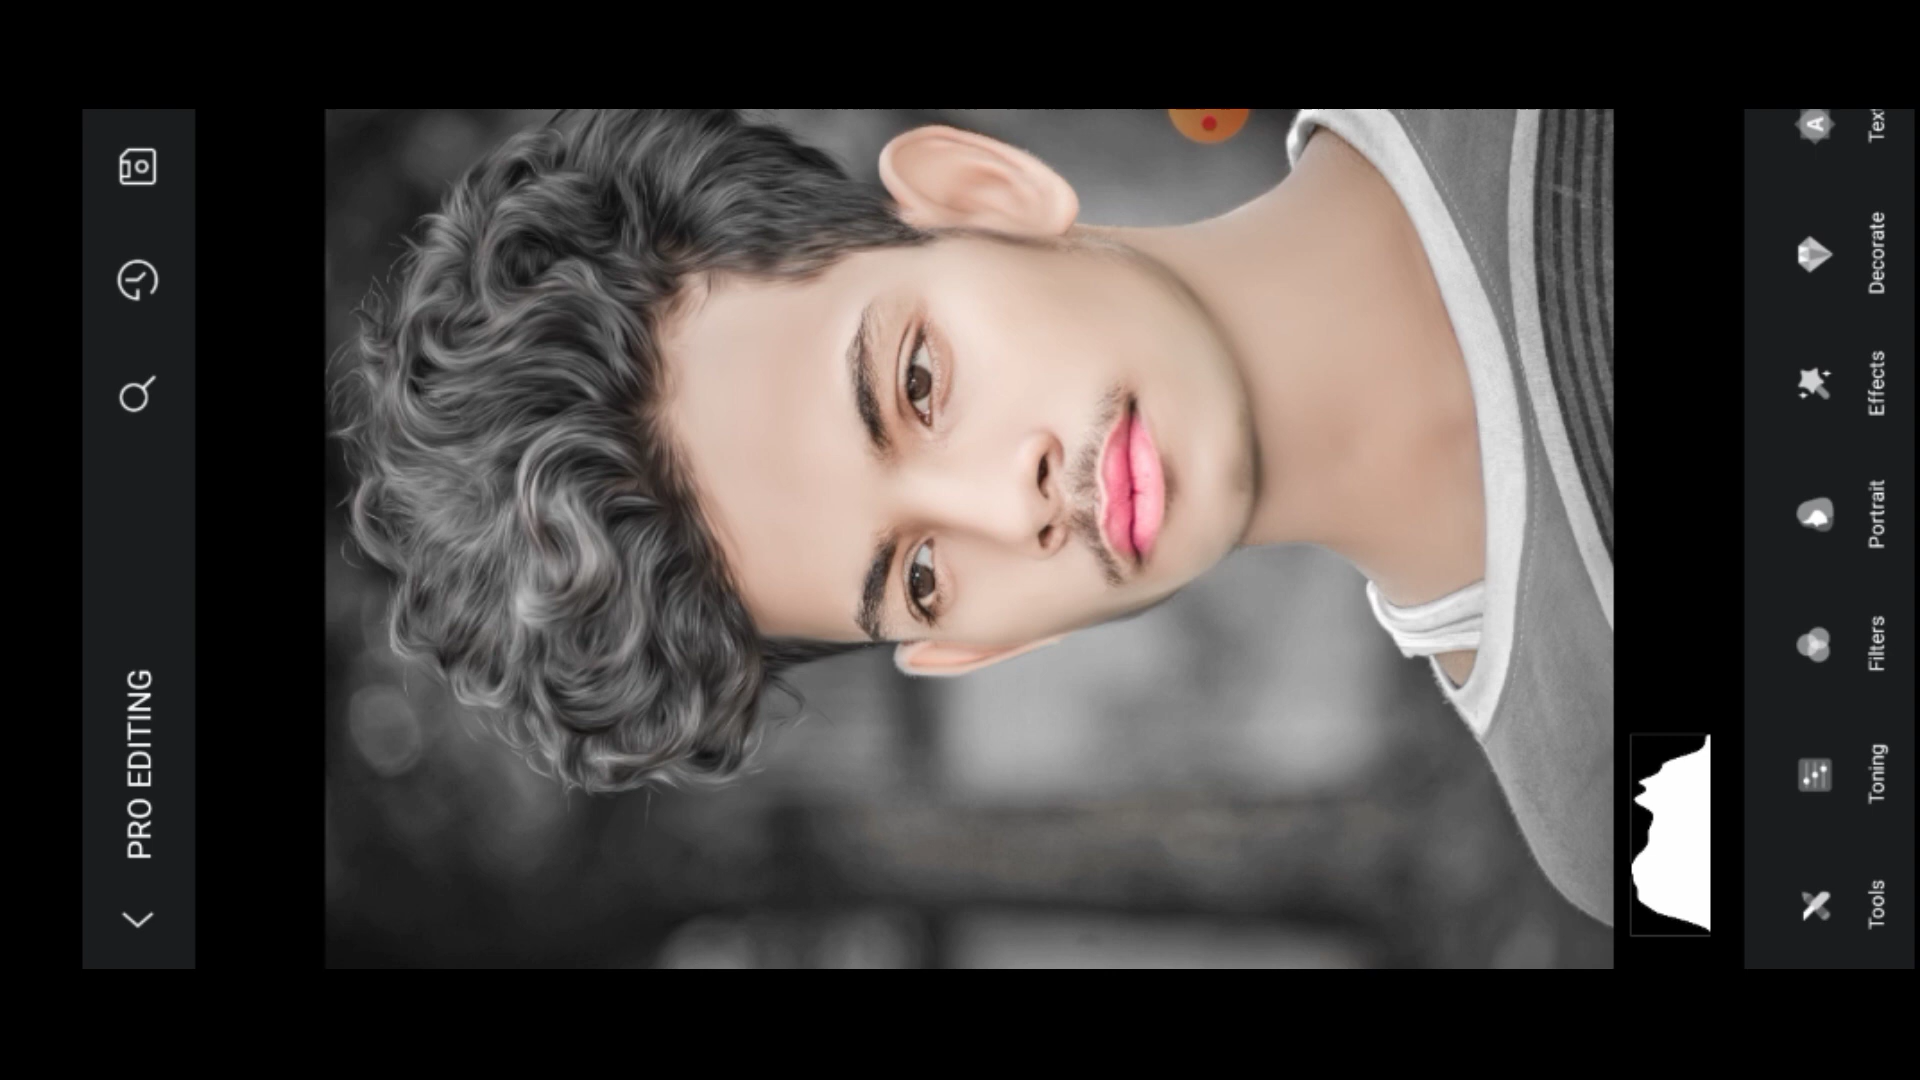 PRO EDITING
Tools
Toning
Filters
Portrait
Effects
Decorate